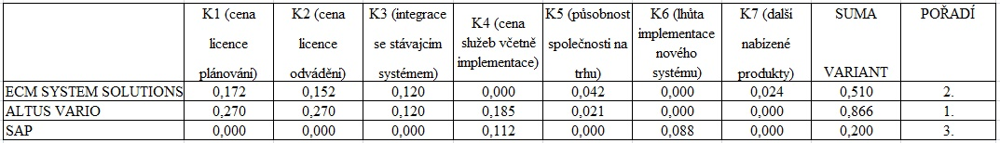 K1 (cena licence plánování) K2 (cena licence odvádění) K3 (integrace se stávajícím systémem) K4 (cena služeb včetně implementace) K5 (působnost společnosti na trhu) K6 (lhůta implementace nového systému) K7 (další nabízené produkty) SUMA VARIANT POŘADÍ
ECM SYSTEM SOLUTIONS 0,172 0,152 0,120 0,000 0,042 0,000 0,024 0,510 2.
ALTUS VARIO 0,270 0,270 0,120 0,185 0,021 0,000 0,000 0,866 1.
SAP 0,000 0,000 0,000 0,112 0,000 0,088 0,000 0,200 3.